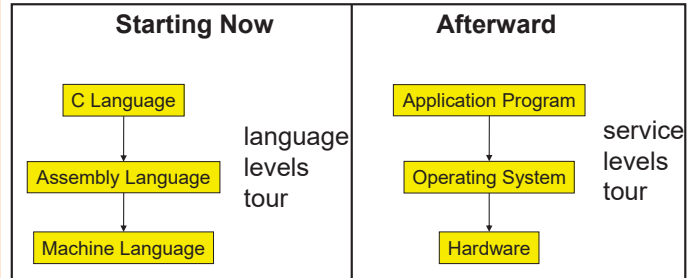 Starting Now
C Language
Assembly Language
Machine Language
language
levels
tour
Afterward
Application Program
Operating System
Hardware
service
levels
tour